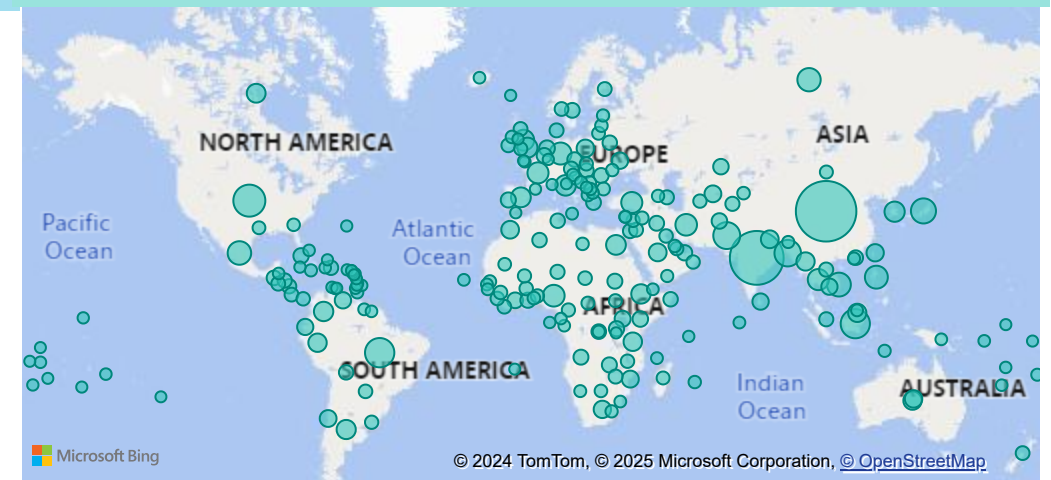 NORTH AMERICA
EUROPE
ASIA
Pacific
Ocean
Atlantic
Ocean
AFRICA
SOUTH AMERICA
Indian
Ocean
AUSTRALIA
Microsoft Bing
© 2024 TomTom, © 2025 Microsoft Corporation, © OpenStreetMap